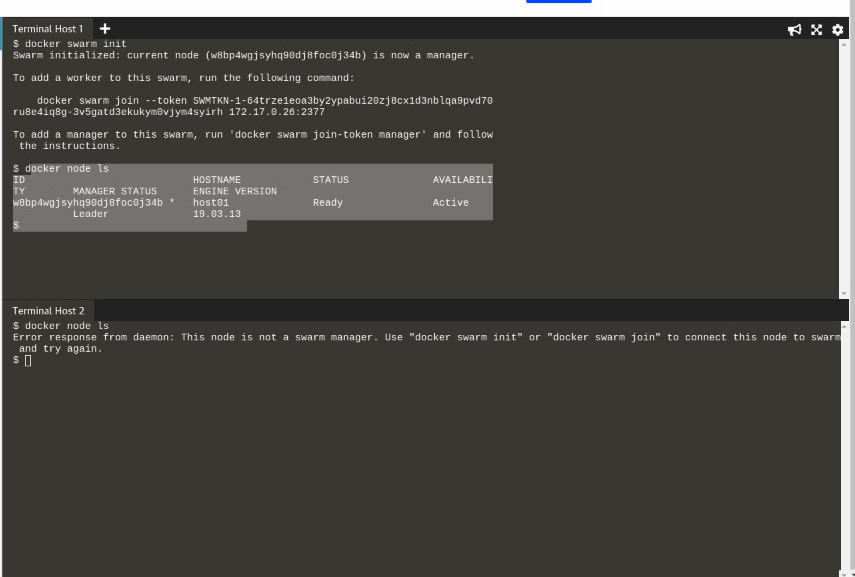 Terminal Host 1 +
$ docker swarm init
Swarm initialized: current node (w8bp4wgjsyhq90dj8foc0j34b) is now a manager.
To add a worker to this swarm, run the following command:
docker swarm join --token SWMTKN-1-64trze1eoa3by2ypabui20zj8cx1d3nblqa9pvd70
ru8e4iq8g-3v5gatd3ekukym0vjym4syirh 172.17.0.26:2377
To add a manager to this swarm, run 'docker swarm join-token manager' and follow
the instructions.
$ docker node ls
ID HOSTNAME STATUS AVAILABILI
TY MANAGER STATUS ENGINE VERSION
w8bp4wgjsyhq90dj8foc0j34b * host01 Ready Active
Leader 19.03.13
$
Terminal Host 2
$ docker node ls
Error response from daemon: This node is not a swarm manager. Use "docker swarm init" or "docker swarm join" to connect this node to swarm
and try again.
$